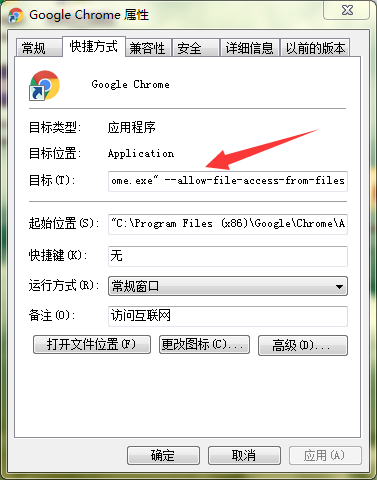 Google Chrome 属性
常规 快捷方式 兼容性 安全 详细信息 以前的版本
Google Chrome
目标类型: 应用程序
目标位置: Application
目标(T): ome.exe" --allow-file-access-from-files
起始位置(S): "C:\Program Files (x86)\Google\Chrome\A
快捷键(K): 无
运行方式(R): 常规窗口
备注(O): 访问互联网
打开文件位置(F) 更改图标(C)... 高级(D)...
确定 取消 应用(A)